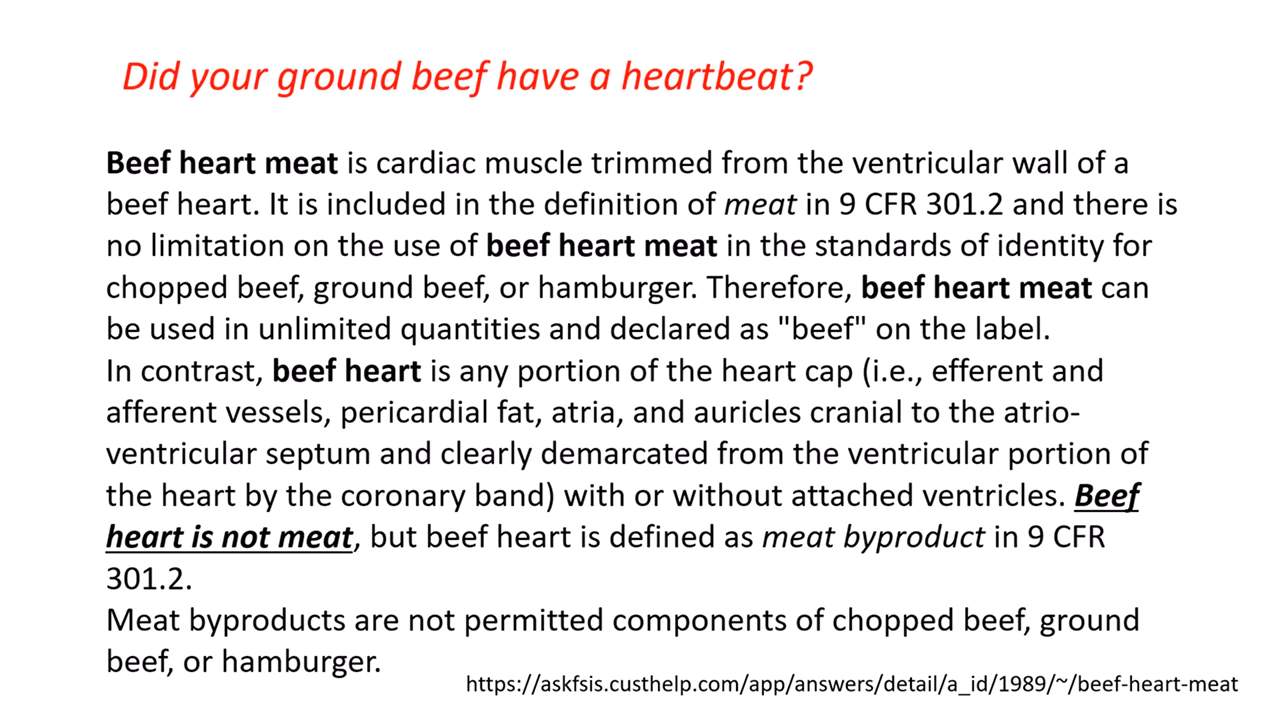 Did your ground beef have a heartbeat?
Beef heart meat is cardiac muscle trimmed from the ventricular wall of a
beef heart. It is included in the definition of meat in 9 CFR 301.2 and there is
no limitation on the use of beef heart meat in the standards of identity for
chopped beef, ground beef, or hamburger. Therefore, beef heart meat can
be used in unlimited quantities and declared as "beef" on the label.
In contrast, beef heart is any portion of the heart cap (i.e., efferent and
afferent vessels, pericardial fat, atria, and auricles cranial to the atrio-
ventricular septum and clearly demarcated from the ventricular portion of
the heart by the coronary band) with or without attached ventricles. Beef
heart is not meat, but beef heart is defined as meat byproduct in 9 CFR
301.2.
Meat byproducts are not permitted components of chopped beef, ground
beef, or hamburger.
https://askfsis.custhelp.com/app/answers/detail/a_id/1989/~/beef-heart-meat